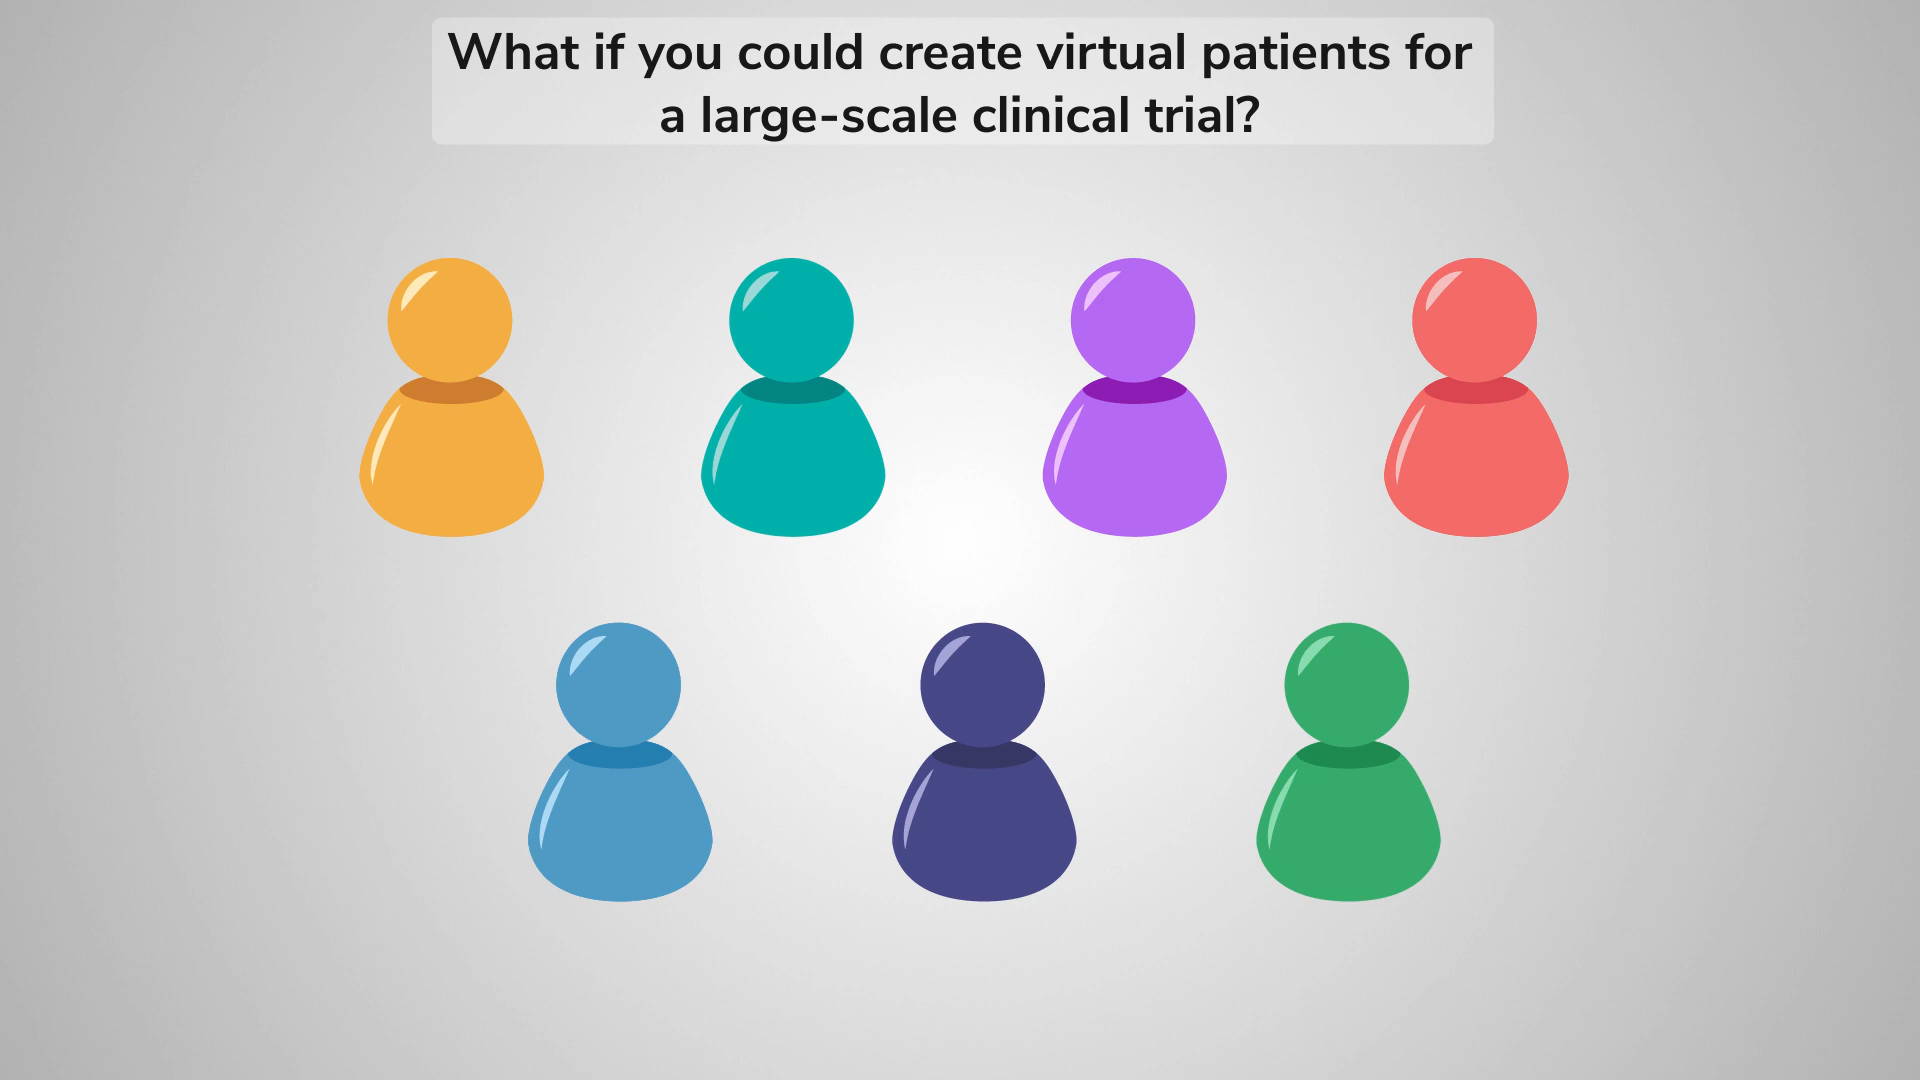 What if you could create virtual patients for
a large-scale clinical trial?